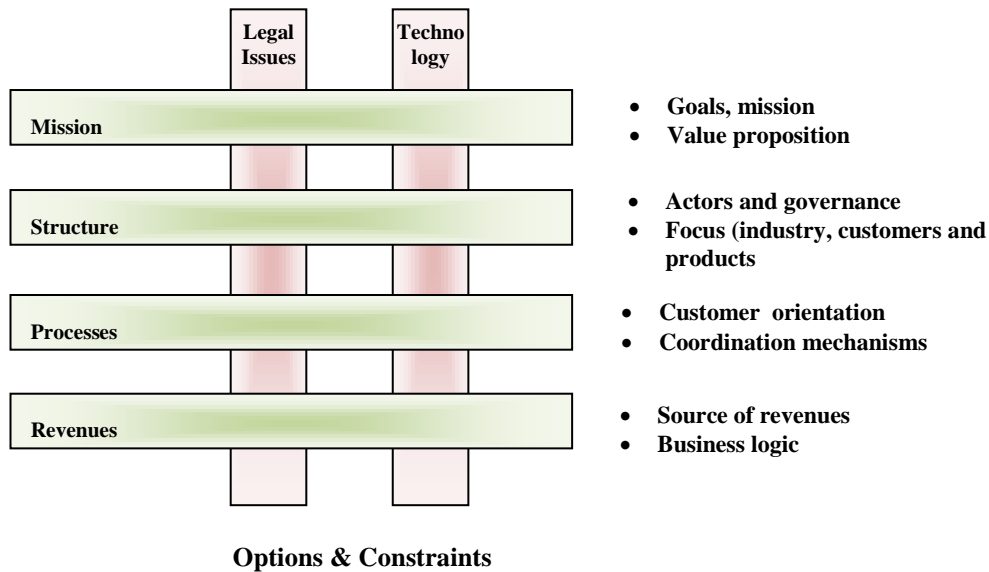 Legal
Issues
Techno
logy
Mission
• Goals, mission
• Value proposition
Structure
• Actors and governance
• Focus (industry, customers and
products
Processes
• Customer orientation
• Coordination mechanisms
Revenues
• Source of revenues
• Business logic
Options & Constraints